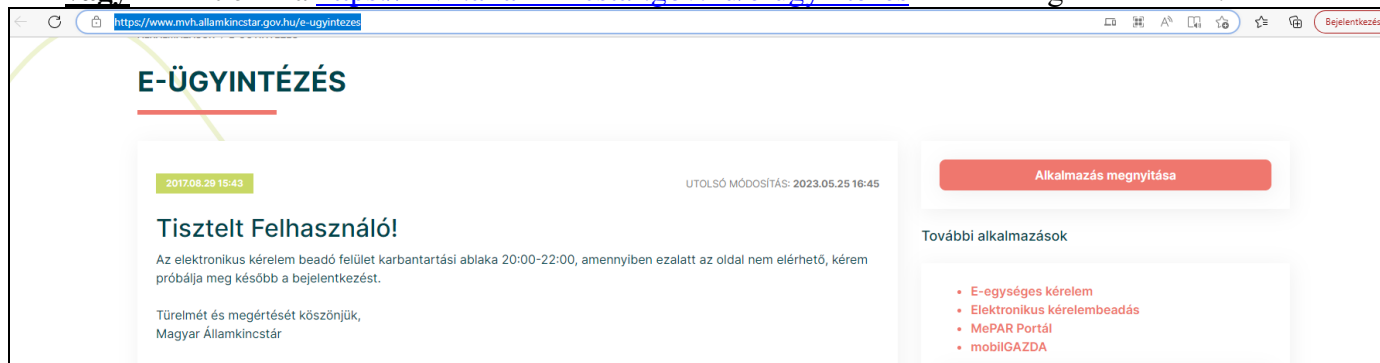 vagy
https://www.mvh.allamkincstar.gov.hu/e-ugyintezes
Bejelentkezés
E-ÜGYINTÉZÉS
2017.08.29 15:43
UTOLSÓ MÓDOSÍTÁS: 2023.05.25 16:45
Tisztelt Felhasználó!
Az elektronikus kérelem beadó felület karbantartási ablaka 20:00-22:00, amennyiben ezalatt az oldal nem elérhető, kérem
próbálja meg később a bejelentkezést.
Türelmét és megértését köszönjük,
Magyar Államkincstár
Alkalmazás megnyitása
További alkalmazások
• E-egységes kérelem
• Elektronikus kérelembeadás
• MePAR Portál
• mobilGAZDA